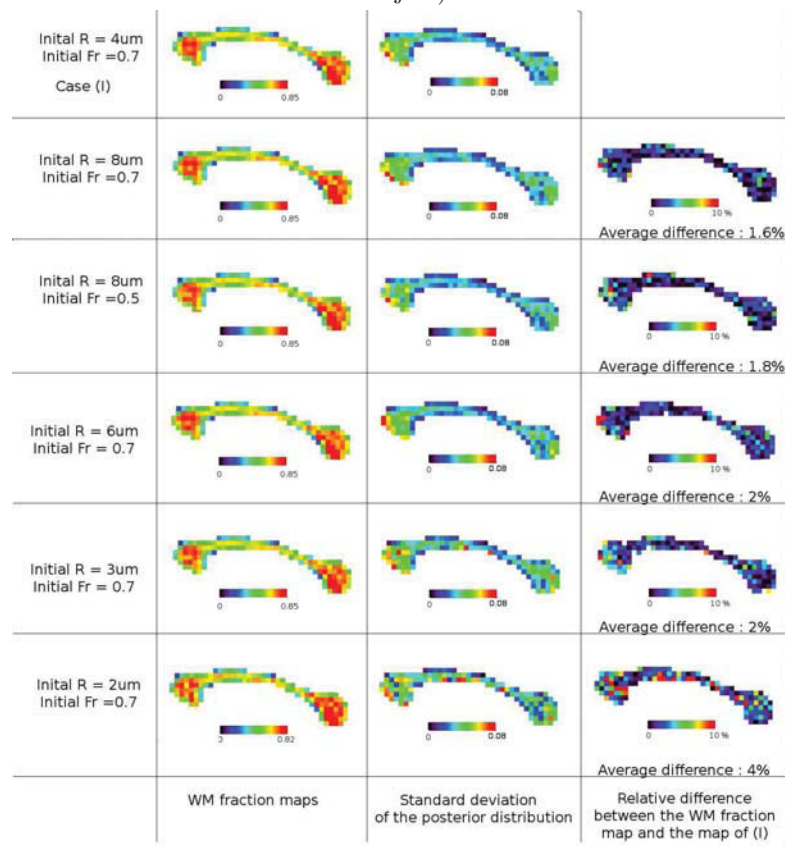 Inital R = 4um
Initial Fr =0.7
Case (I)
0 0.85
0 0.08
Inital R = 8um
Initial Fr =0.7
0 0.85
0 0.08
0 10 %
Average difference : 1.6%
Inital R = 8um
Initial Fr =0.5
0 0.85
0 0.08
0 10 %
Average difference : 1.8%
Initial R = 6um
Initial Fr = 0.7
0 0.85
0 0.08
0 10 %
Average difference : 2%
Initial R = 3um
Initial Fr = 0.7
0 0.85
0 0.08
0 10 %
Average difference : 2%
Inital R = 2um
Initial Fr =0.7
0 0.82
0 0.08
0 10 %
Average difference : 4%
WM fraction maps
Standard deviation
of the posterior distribution
Relative difference
between the WM fraction
map and the map of (I)